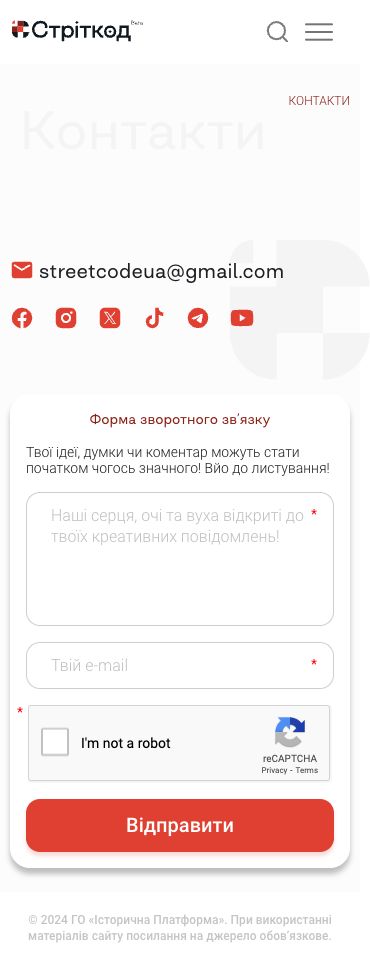 Стріткод Beta
КОНТАКТИ
Контакти
streetcodeua@gmail.com
Форма зворотного зв’язку
Твої ідеї, думки чи коментар можуть стати
початком чогось значного! Вйо до листування!
Наші серця, очі та вуха відкриті до *
твоїх креативних повідомлень!
Твій e-mail *
*
I'm not a robot
reCAPTCHA
Privacy - Terms
Відправити
© 2024 ГО «Історична Платформа». При використанні
матеріалів сайту посилання на джерело обов’язкове.